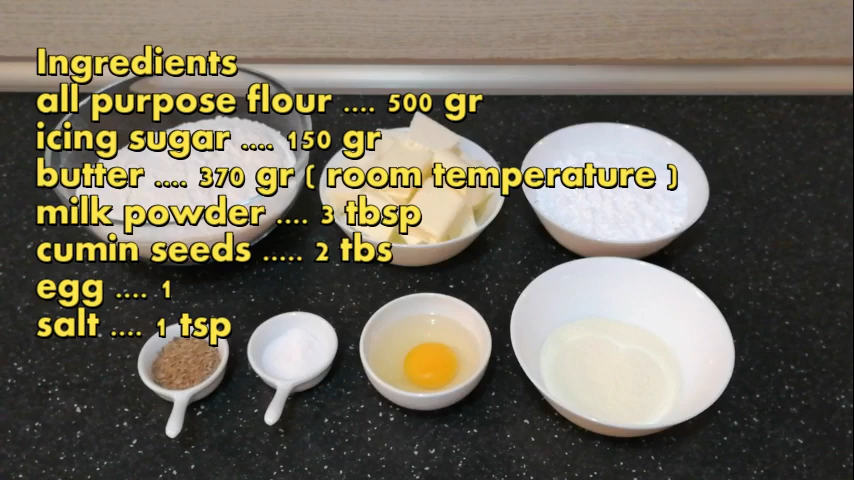 Ingredients
all purpose flour .... 500 gr
icing sugar .... 150 gr
butter .... 370 gr ( room temperature )
milk powder .... 3 tbsp
cumin seeds ..... 2 tbs
egg .... 1
salt .... 1 tsp